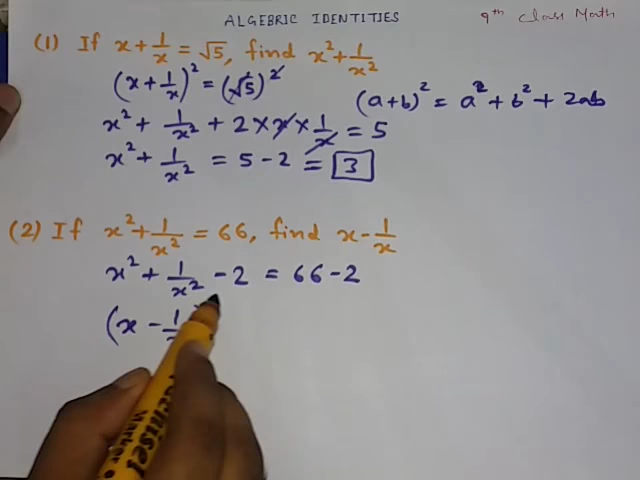 ALGEBRIC IDENTITIES
9th Class Math
(1) If x + 1/x = √5, find x² + 1/x²
(x + 1/x)² = (√5)²
(a+b)² = a² + b² + 2ab
x² + 1/x² + 2 × x × 1/x = 5
x² + 1/x² = 5 - 2 = 3
(2) If x² + 1/x² = 66, find x - 1/x
x² + 1/x² - 2 = 66 - 2
(x - 1/
Marker